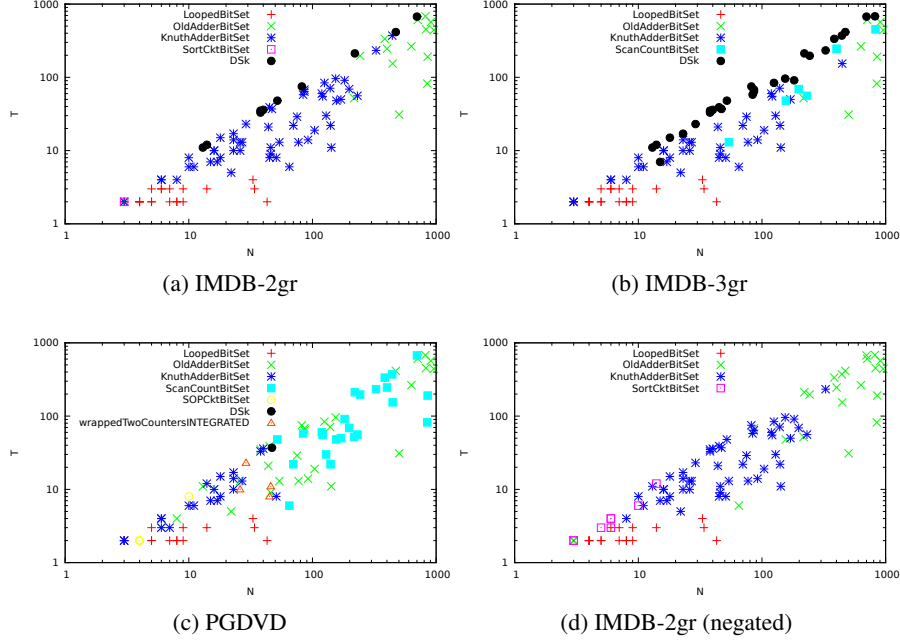 1000
LoopedBitSet
OldAdderBitSet
KnuthAdderBitSet
SortCktBitSet
DSk
100
T
10
1
1 10 100 1000
N
(a) IMDB-2gr
1000
LoopedBitSet
OldAdderBitSet
KnuthAdderBitSet
ScanCountBitSet
DSk
100
T
10
1
1 10 100 1000
N
(b) IMDB-3gr
1000
LoopedBitSet
OldAdderBitSet
KnuthAdderBitSet
ScanCountBitSet
SOPCktBitSet
DSk
wrappedTwoCountersINTEGRATED
100
T
10
1
1 10 100 1000
N
(c) PGDVD
1000
LoopedBitSet
OldAdderBitSet
KnuthAdderBitSet
SortCktBitSet
100
T
10
1
1 10 100 1000
N
(d) IMDB-2gr (negated)